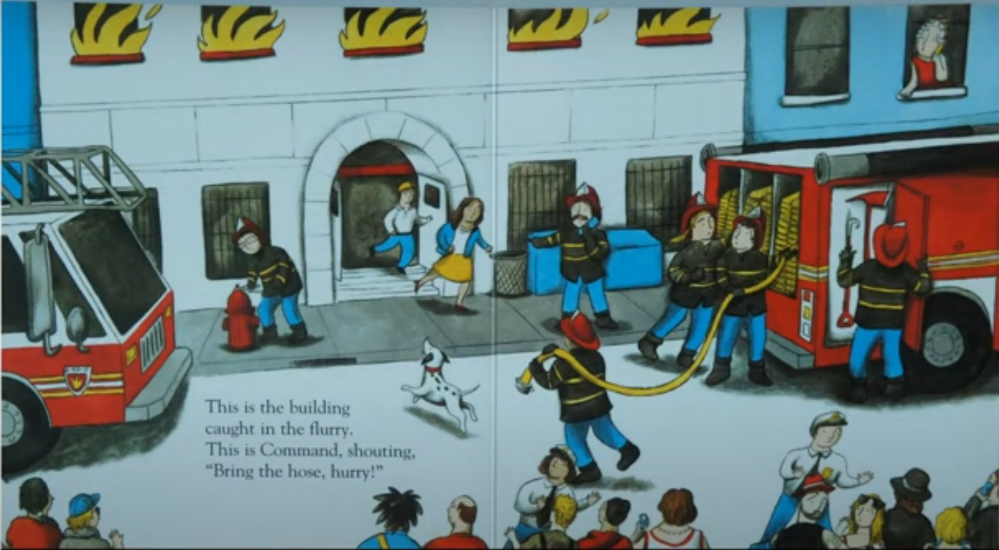 This is the building
caught in the flurry.
This is Command, shouting,
“Bring the hose, hurry!”